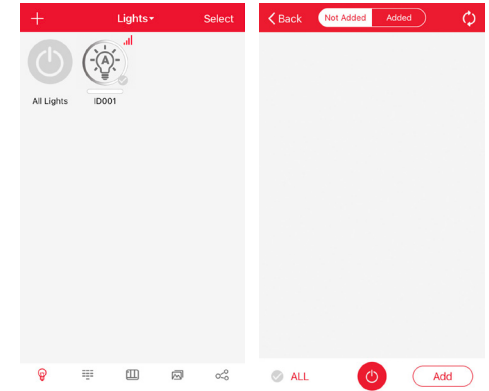 Lights
Select
A
All Lights
ID001
Back
Not Added
Added
ALL
Add